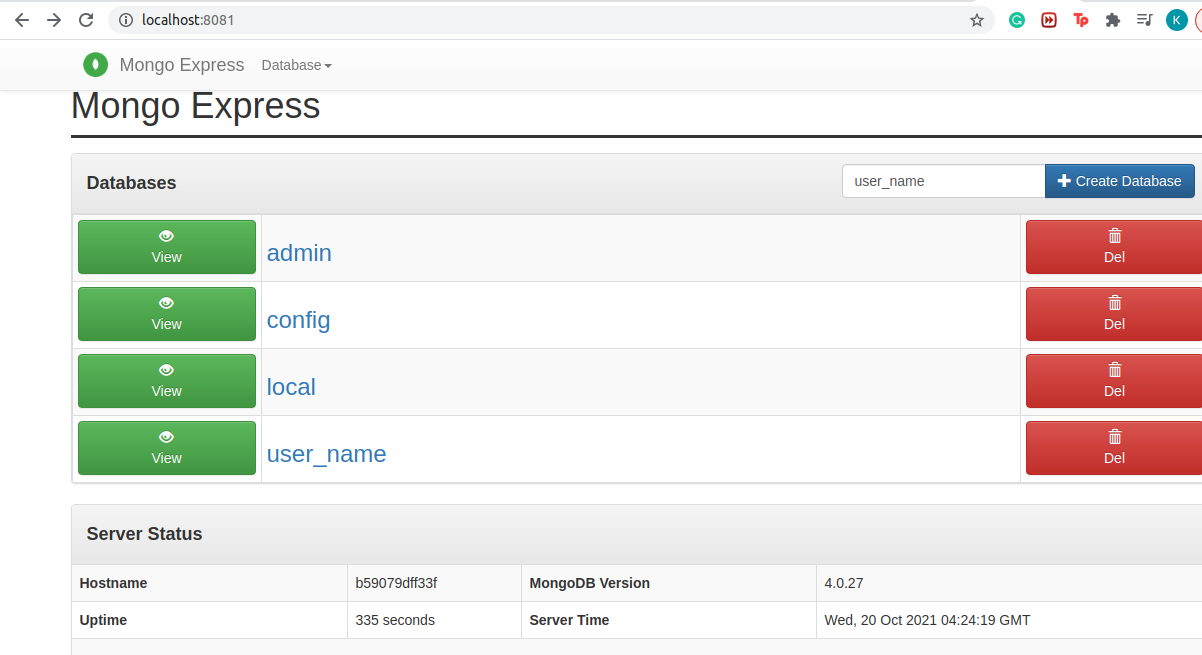 localhost:8081
K
Mongo Express Database
Mongo Express
Databases user_name Create Database
View admin Del
View config Del
View local Del
View user_name Del
Server Status
Hostname b59079dff33f MongoDB Version 4.0.27
Uptime 335 seconds Server Time Wed, 20 Oct 2021 04:24:19 GMT